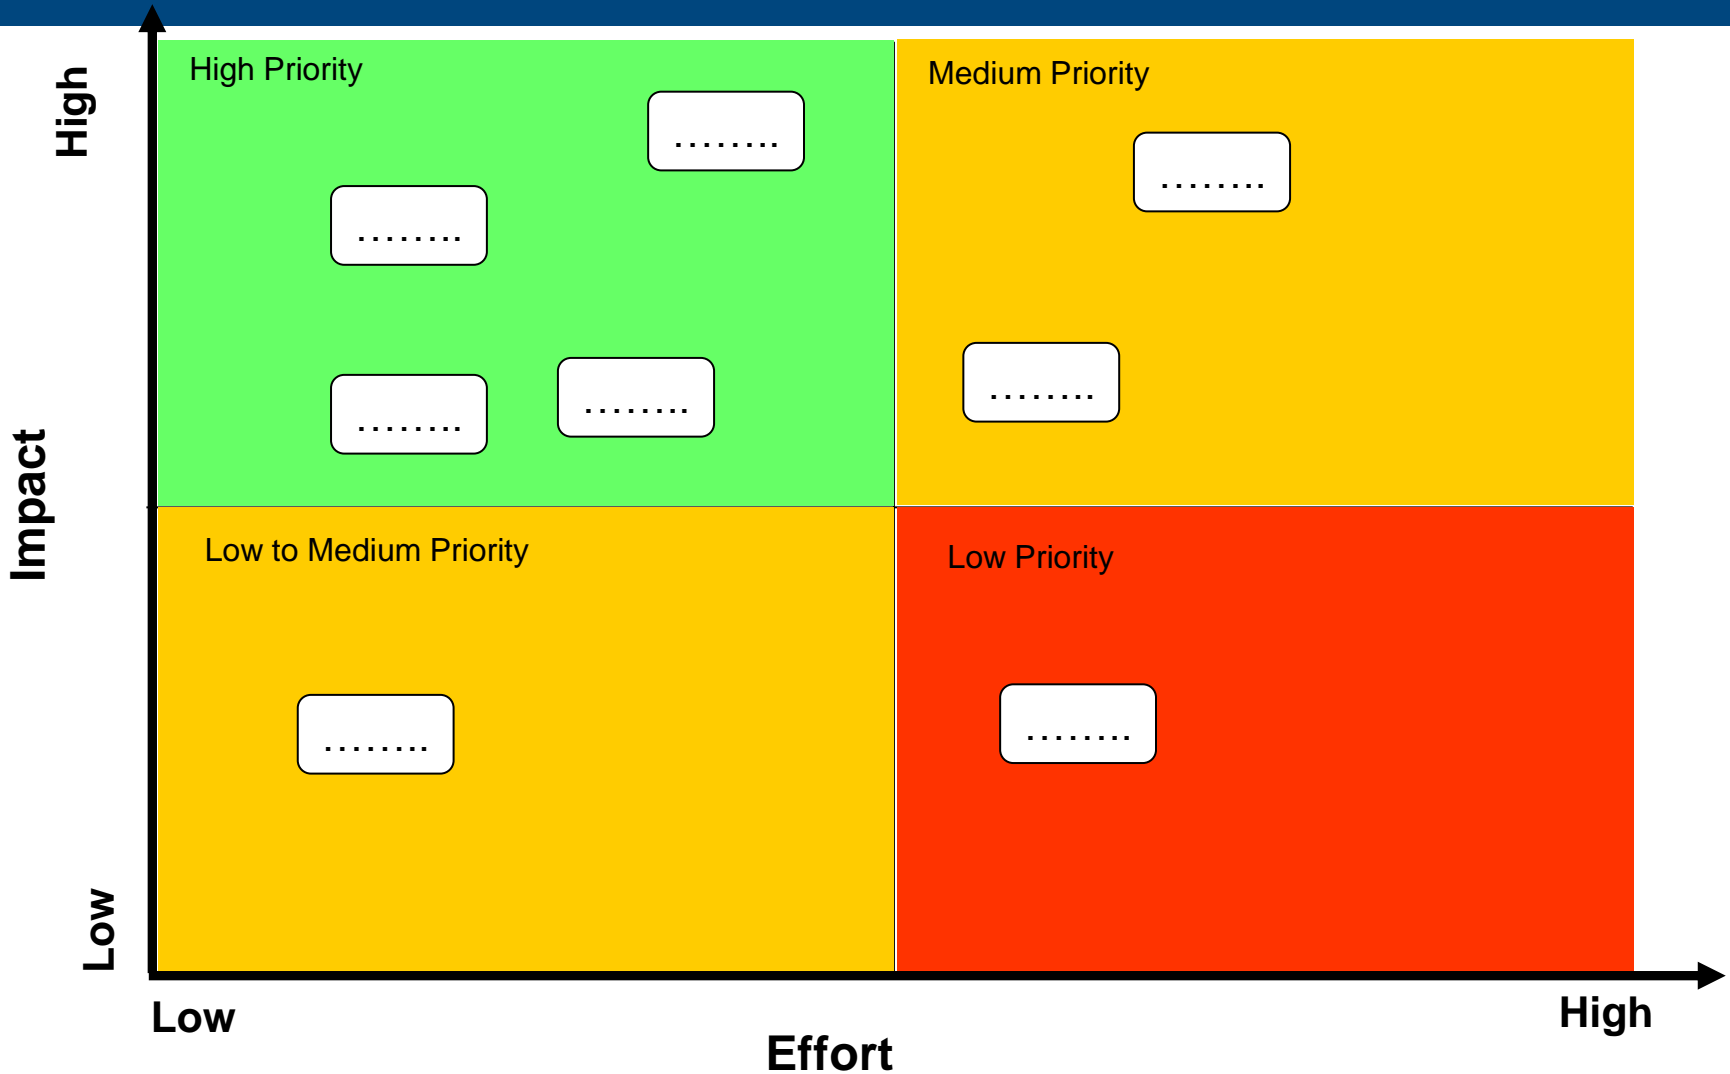 High Priority
Medium Priority
High
........
........
........
........
........
........
Impact
Low to Medium Priority
Low Priority
........
........
Low
Low
High
Effort